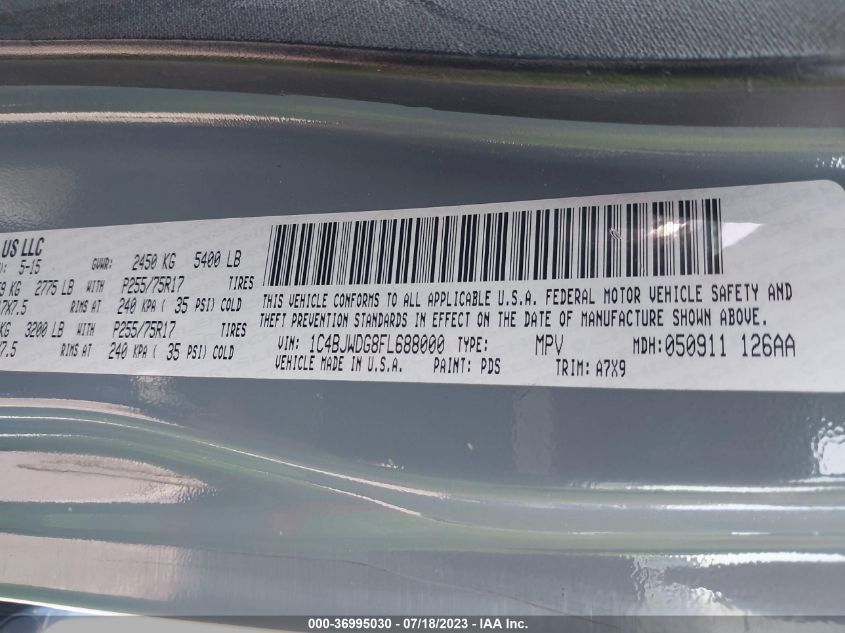 US LLC
: 5-15 GVWR: 2450 KG 5400 LB
KG 2775 LB WITH P255/75R17 TIRES
7X7.5 RIMS AT 240 KPA ( 35 PSI) COLD
KG 3200 LB WITH P255/75R17 TIRES
7.5 RIMS AT 240 KPA ( 35 PSI) COLD
THIS VEHICLE CONFORMS TO ALL APPLICABLE U.S.A. FEDERAL MOTOR VEHICLE SAFETY AND
THEFT PREVENTION STANDARDS IN EFFECT ON THE DATE OF MANUFACTURE SHOWN ABOVE.
VIN: 1C4BJWDG8FL688000 TYPE: MPV MDH:050911 126AA
VEHICLE MADE IN U.S.A. PAINT: PDS TRIM: A7X9
000-36995030 - 07/18/2023 - IAA Inc.